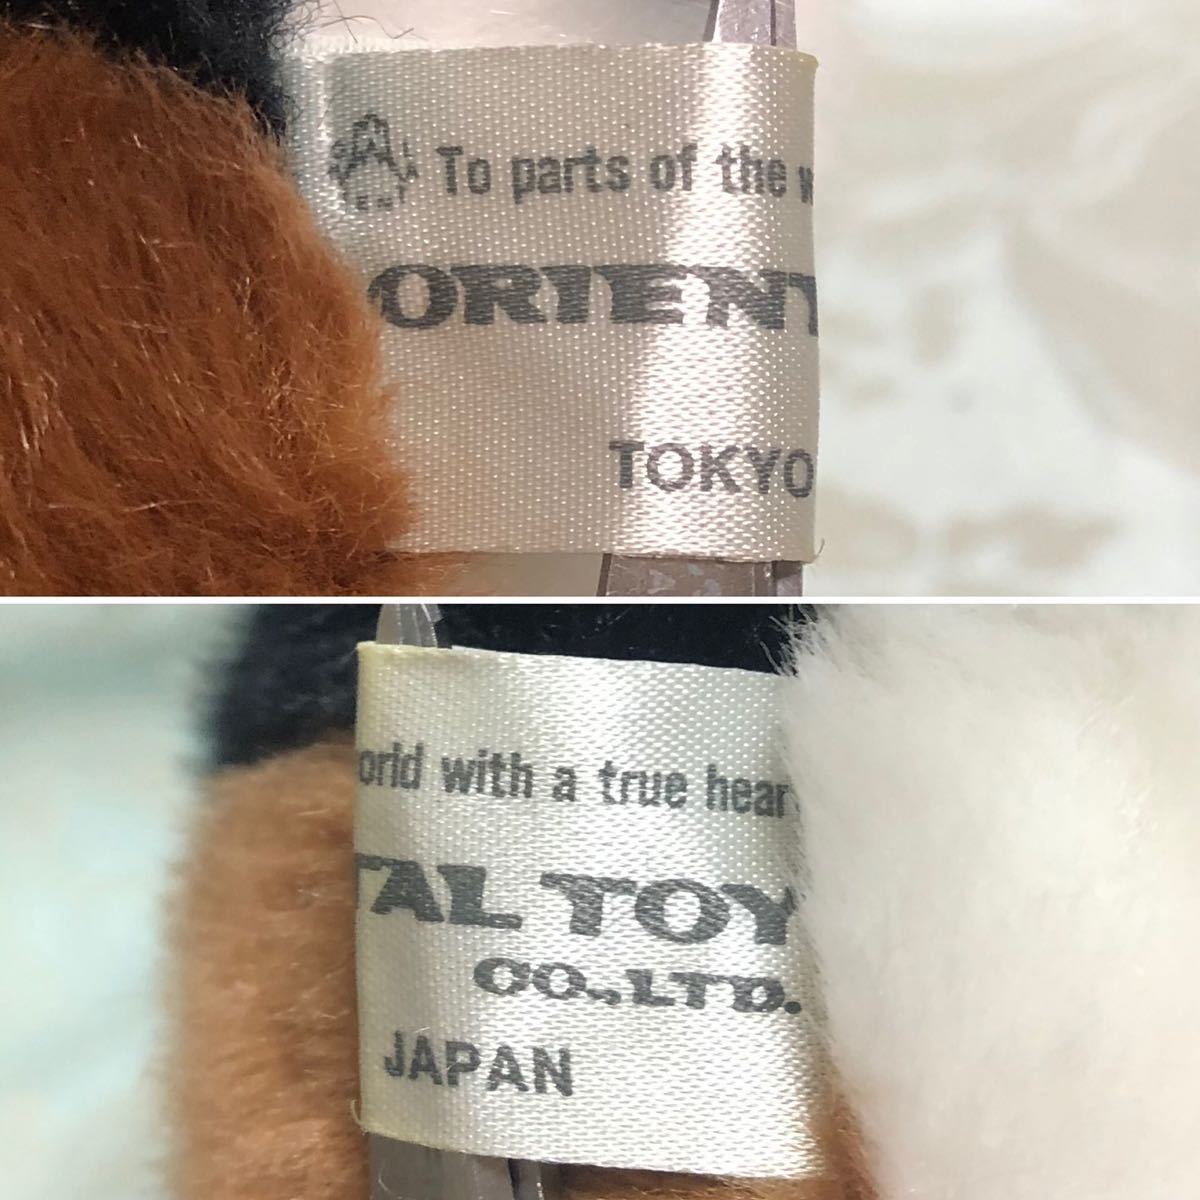 To parts of the w
ORIENT
TOKYO
orld with a true hear
TAL TOY
CO.,LTD.
JAPAN